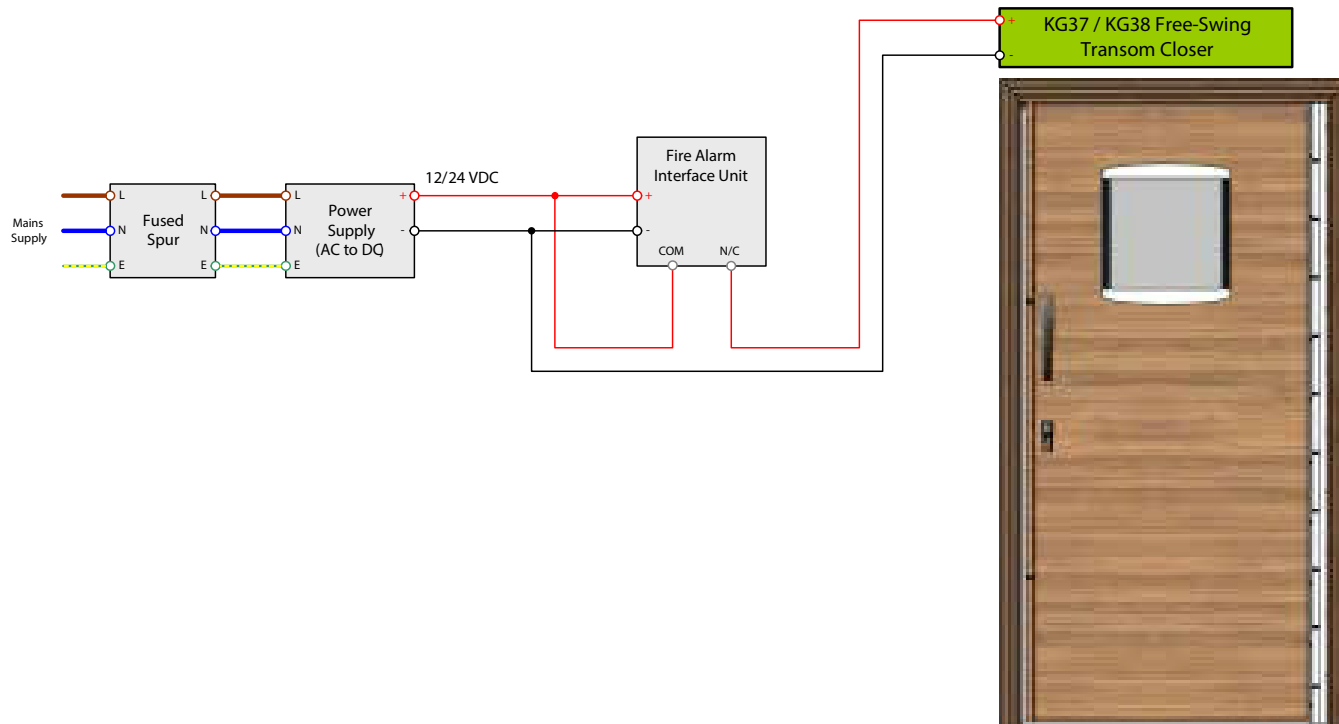 KG37 / KG38 Free-Swing
Transom Closer
+
-
Fire Alarm
Interface Unit
+
-
COM
N/C
12/24 VDC
Mains
Supply
L
N
E
Fused
Spur
L
N
E
L
N
E
Power
Supply
(AC to DC)
+
-